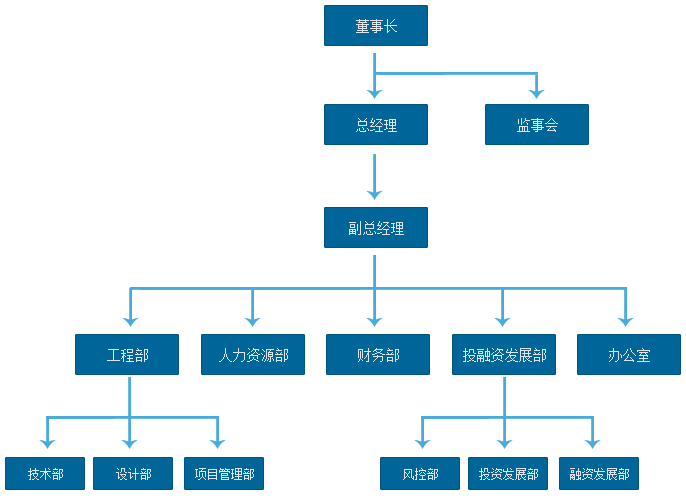 董事长
总经理
监事会
副总经理
工程部
人力资源部
财务部
投融资发展部
办公室
技术部
设计部
项目管理部
风控部
投资发展部
融资发展部